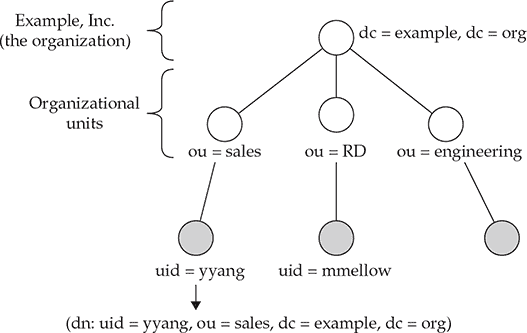 Example, Inc.
(the organization)
dc = example, dc = org
Organizational
units
ou = sales
ou = RD
ou = engineering
uid = yyang
uid = mmellow
(dn: uid = yyang, ou = sales, dc = example, dc = org)